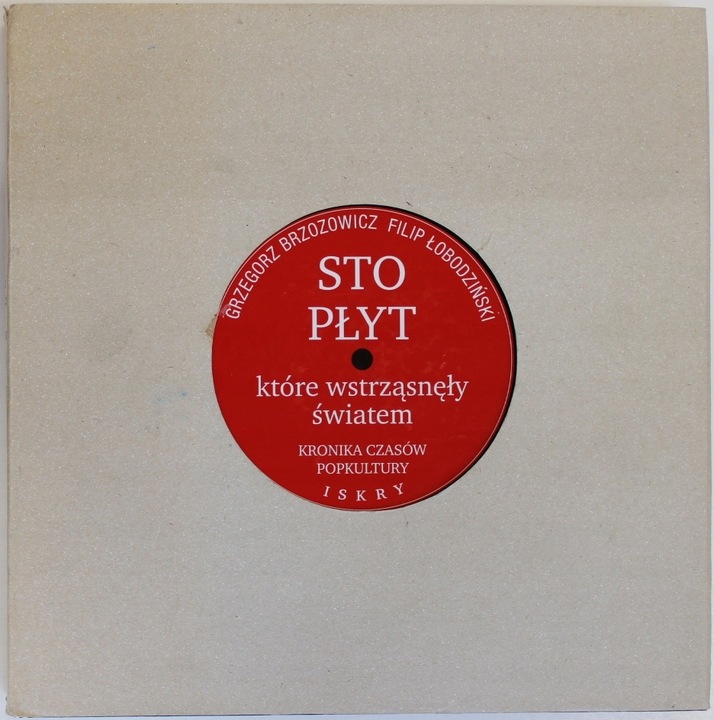 GRZEGORZ BRZOZOWICZ FILIP ŁOBODZIŃSKI
STO
PŁYT
które wstrząsnęły
światem
KRONIKA CZASÓW
POPKULTURY
ISKRY